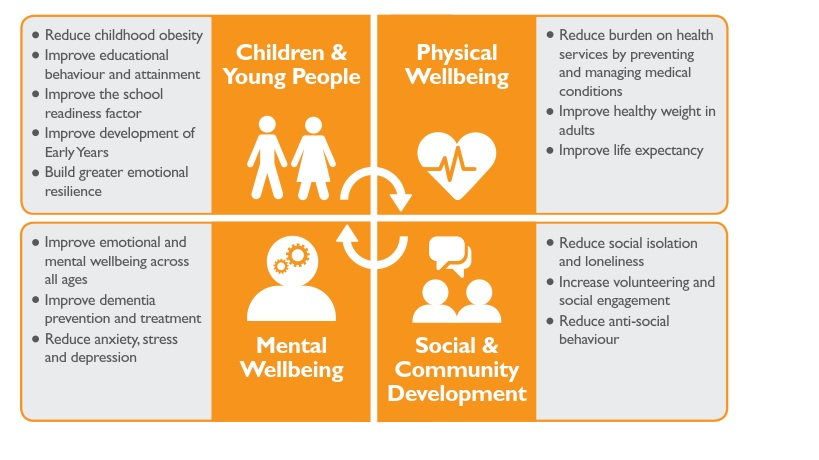 ● Reduce childhood obesity
● Improve educational
behaviour and attainment
● Improve the school
readiness factor
● Improve development of
Early Years
● Build greater emotional
resilience
Children &
Young People
Physical
Wellbeing
● Reduce burden on health
services by preventing
and managing medical
conditions
● Improve healthy weight in
adults
● Improve life expectancy
● Improve emotional and
mental wellbeing across
all ages
● Improve dementia
prevention and treatment
● Reduce anxiety, stress
and depression
Mental
Wellbeing
Social &
Community
Development
● Reduce social isolation
and loneliness
● Increase volunteering and
social engagement
● Reduce anti-social
behaviour